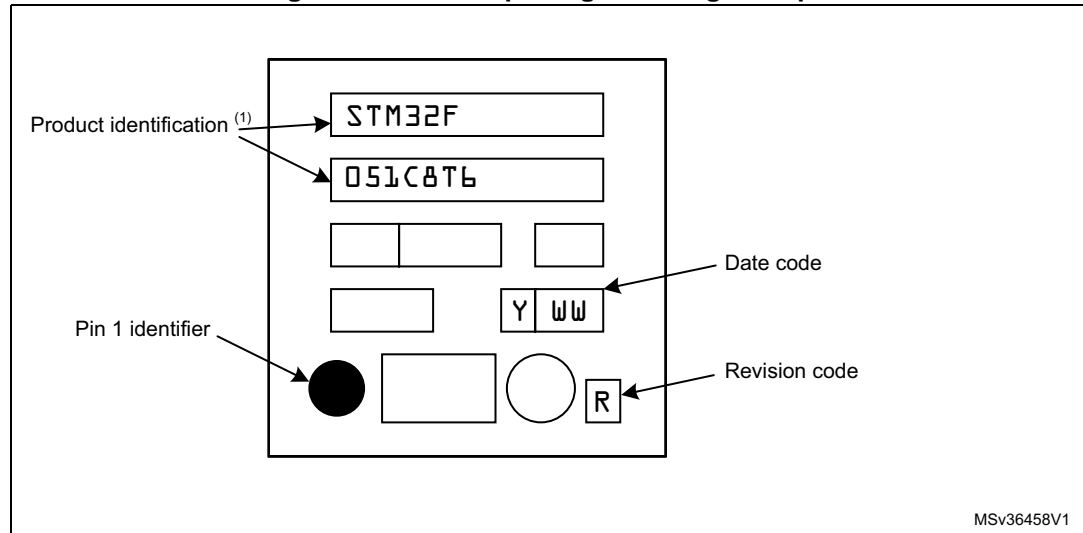 Product identification (1)
STM32F
051C8T6
Date code
Y WW
Pin 1 identifier
Revision code
R
MSv36458V1